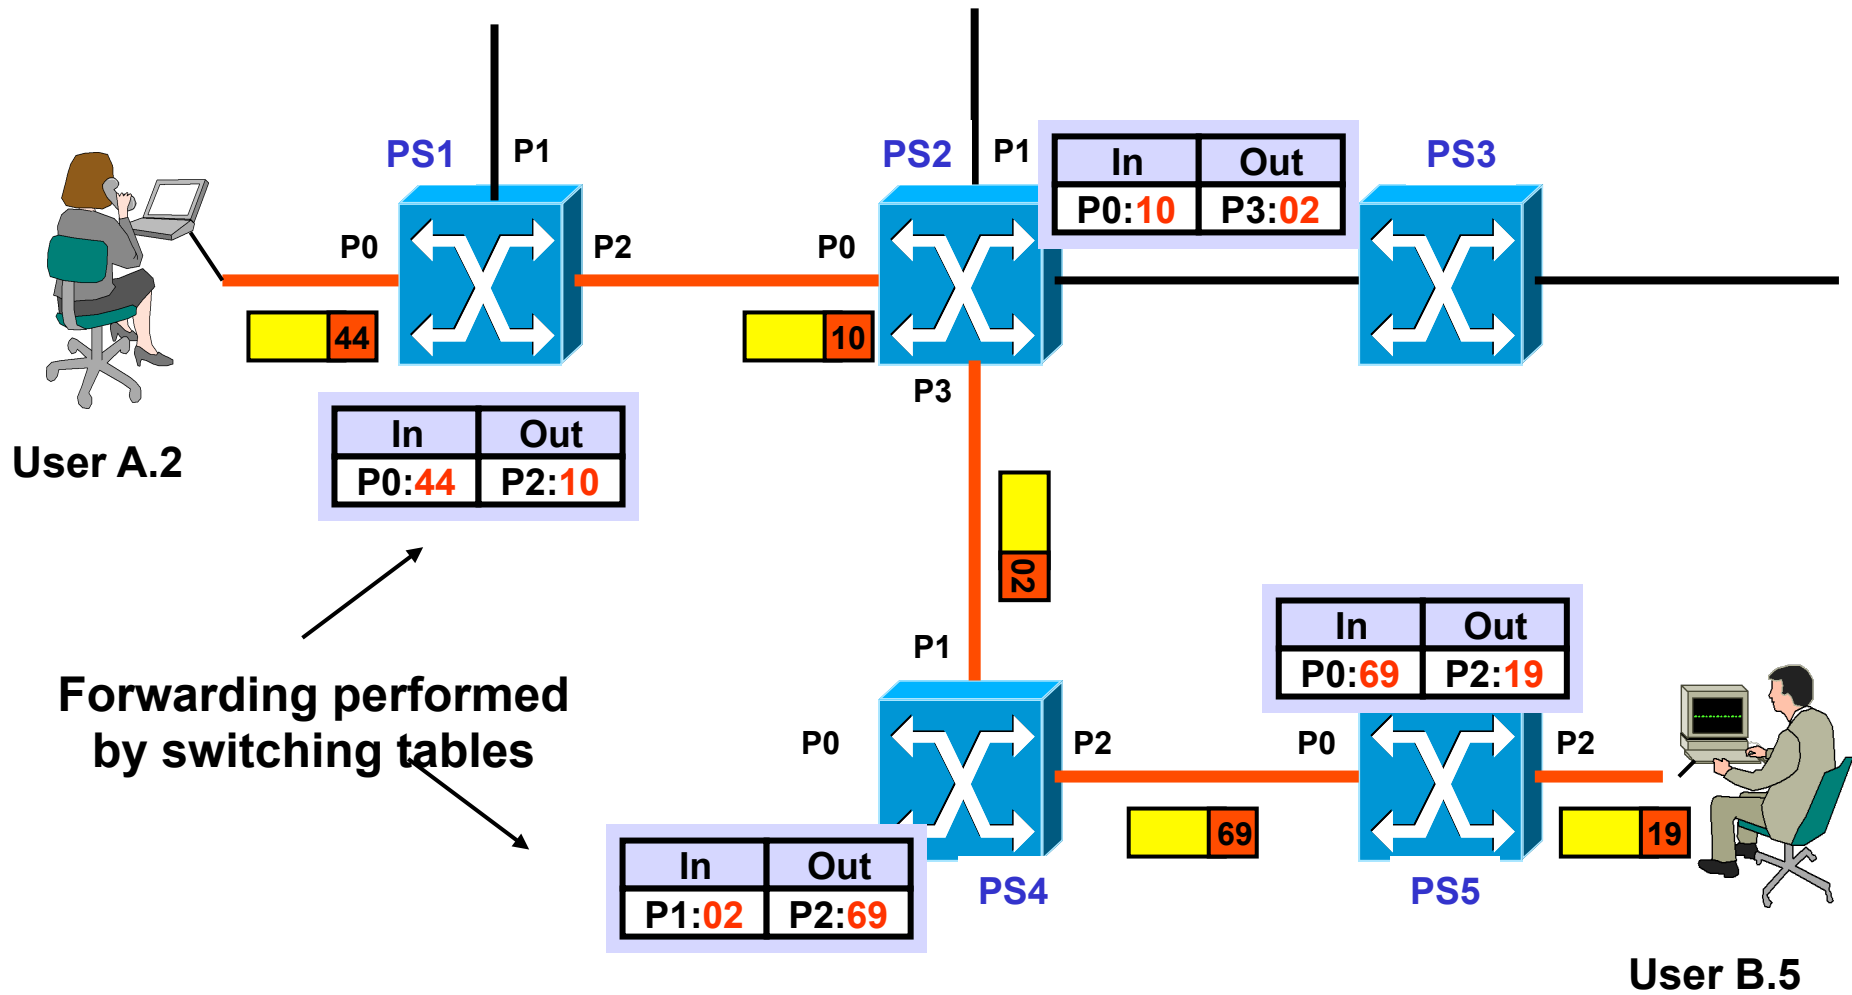 PS1
P1
PS2
P1
In Out
P0:10 P3:02
PS3
P0
P2
P0
44
10
P3
User A.2
In Out
P0:44 P2:10
02
P1
In Out
P0:69 P2:19
Forwarding performed
by switching tables
P0
P2
P0
P2
69
19
In Out
P1:02 P2:69
PS4
PS5
User B.5